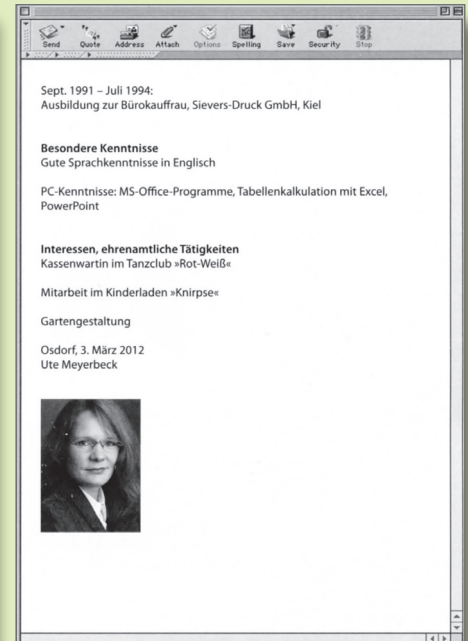 Send Quote Address Attach Options Spelling Save Security Stop
Sept. 1991 – Juli 1994:
Ausbildung zur Bürokauffrau, Sievers-Druck GmbH, Kiel
Besondere Kenntnisse
Gute Sprachkenntnisse in Englisch
PC-Kenntnisse: MS-Office-Programme, Tabellenkalkulation mit Excel,
PowerPoint
Interessen, ehrenamtliche Tätigkeiten
Kassenwartin im Tanzclub »Rot-Weiß«
Mitarbeit im Kinderladen »Knirpse«
Gartengestaltung
Osdorf, 3. März 2012
Ute Meyerbeck